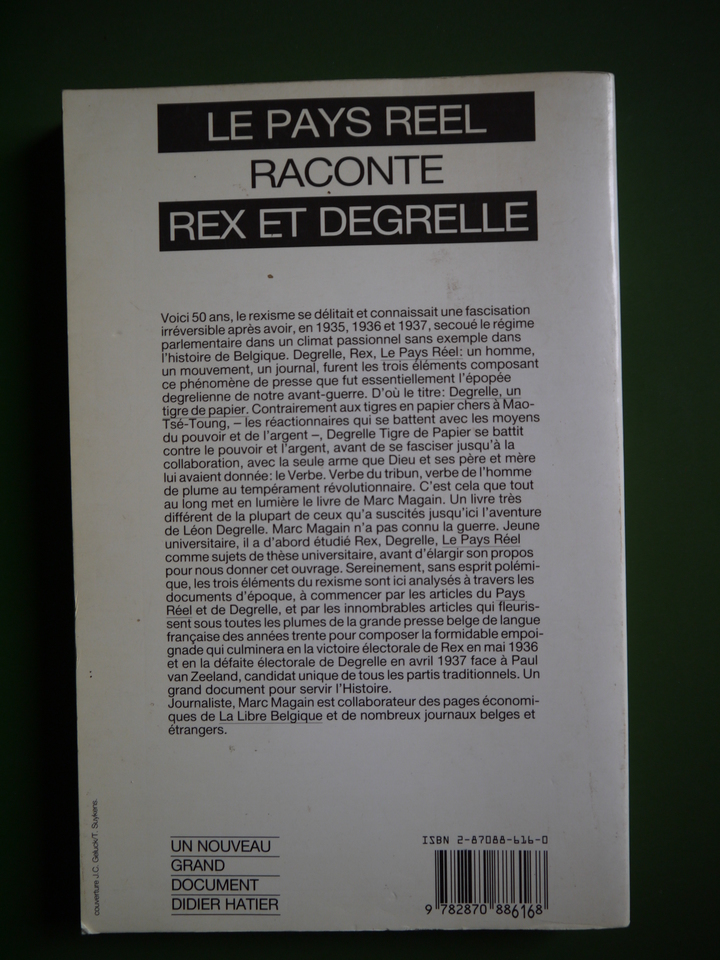 LE PAYS REEL
RACONTE
REX ET DEGRELLE
Voici 50 ans, le rexisme se délitait et connaissait une fascisation
irréversible après avoir, en 1935, 1936 et 1937, secoué le régime
parlementaire dans un climat passionnel sans exemple dans
l'histoire de Belgique. Degrelle, Rex, Le Pays Réel: un homme,
un mouvement, un journal, furent les trois éléments composant
ce phénomène de presse que fut essentiellement l'épopée
degrelienne de notre avant-guerre. D'où le titre: Degrelle, un
tigre de papier. Contrairement aux tigres en papier chers à Mao-
Tsé-Toung, – les réactionnaires qui se battent avec les moyens
du pouvoir et de l'argent –, Degrelle Tigre de Papier se battit
contre le pouvoir et l'argent, avant de se fasciser jusqu'à la
collaboration, avec la seule arme que Dieu et ses père et mère
lui avaient donnée: le Verbe. Verbe du tribun, verbe de l'homme
de plume au tempérament révolutionnaire. C'est cela que tout
au long met en lumière le livre de Marc Magain. Un livre très
différent de la plupart de ceux qu'a suscités jusqu'ici l'aventure
de Léon Degrelle. Marc Magain n'a pas connu la guerre. Jeune
universitaire, il a d'abord étudié Rex, Degrelle, Le Pays Réel
comme sujets de thèse universitaire, avant d'élargir son propos
pour nous donner cet ouvrage. Sereinement, sans esprit polémi-
que, les trois éléments du rexisme sont ici analysés à travers les
documents d'époque, à commencer par les articles du Pays
Réel et de Degrelle, et par les innombrables articles qui fleuris-
sent sous toutes les plumes de la grande presse belge de langue
française des années trente pour composer la formidable empoi-
gnade qui culminera en la victoire électorale de Rex en mai 1936
et en la défaite électorale de Degrelle en avril 1937 face à Paul
van Zeeland, candidat unique de tous les partis traditionnels. Un
grand document pour servir l'Histoire.
Journaliste, Marc Magain est collaborateur des pages économi-
ques de La Libre Belgique et de nombreux journaux belges et
étrangers.
couverture J.C. Geluck/T. Suykens.
UN NOUVEAU
GRAND
DOCUMENT
DIDIER HATIER
ISBN 2-87088-616-0
9 782870 886168